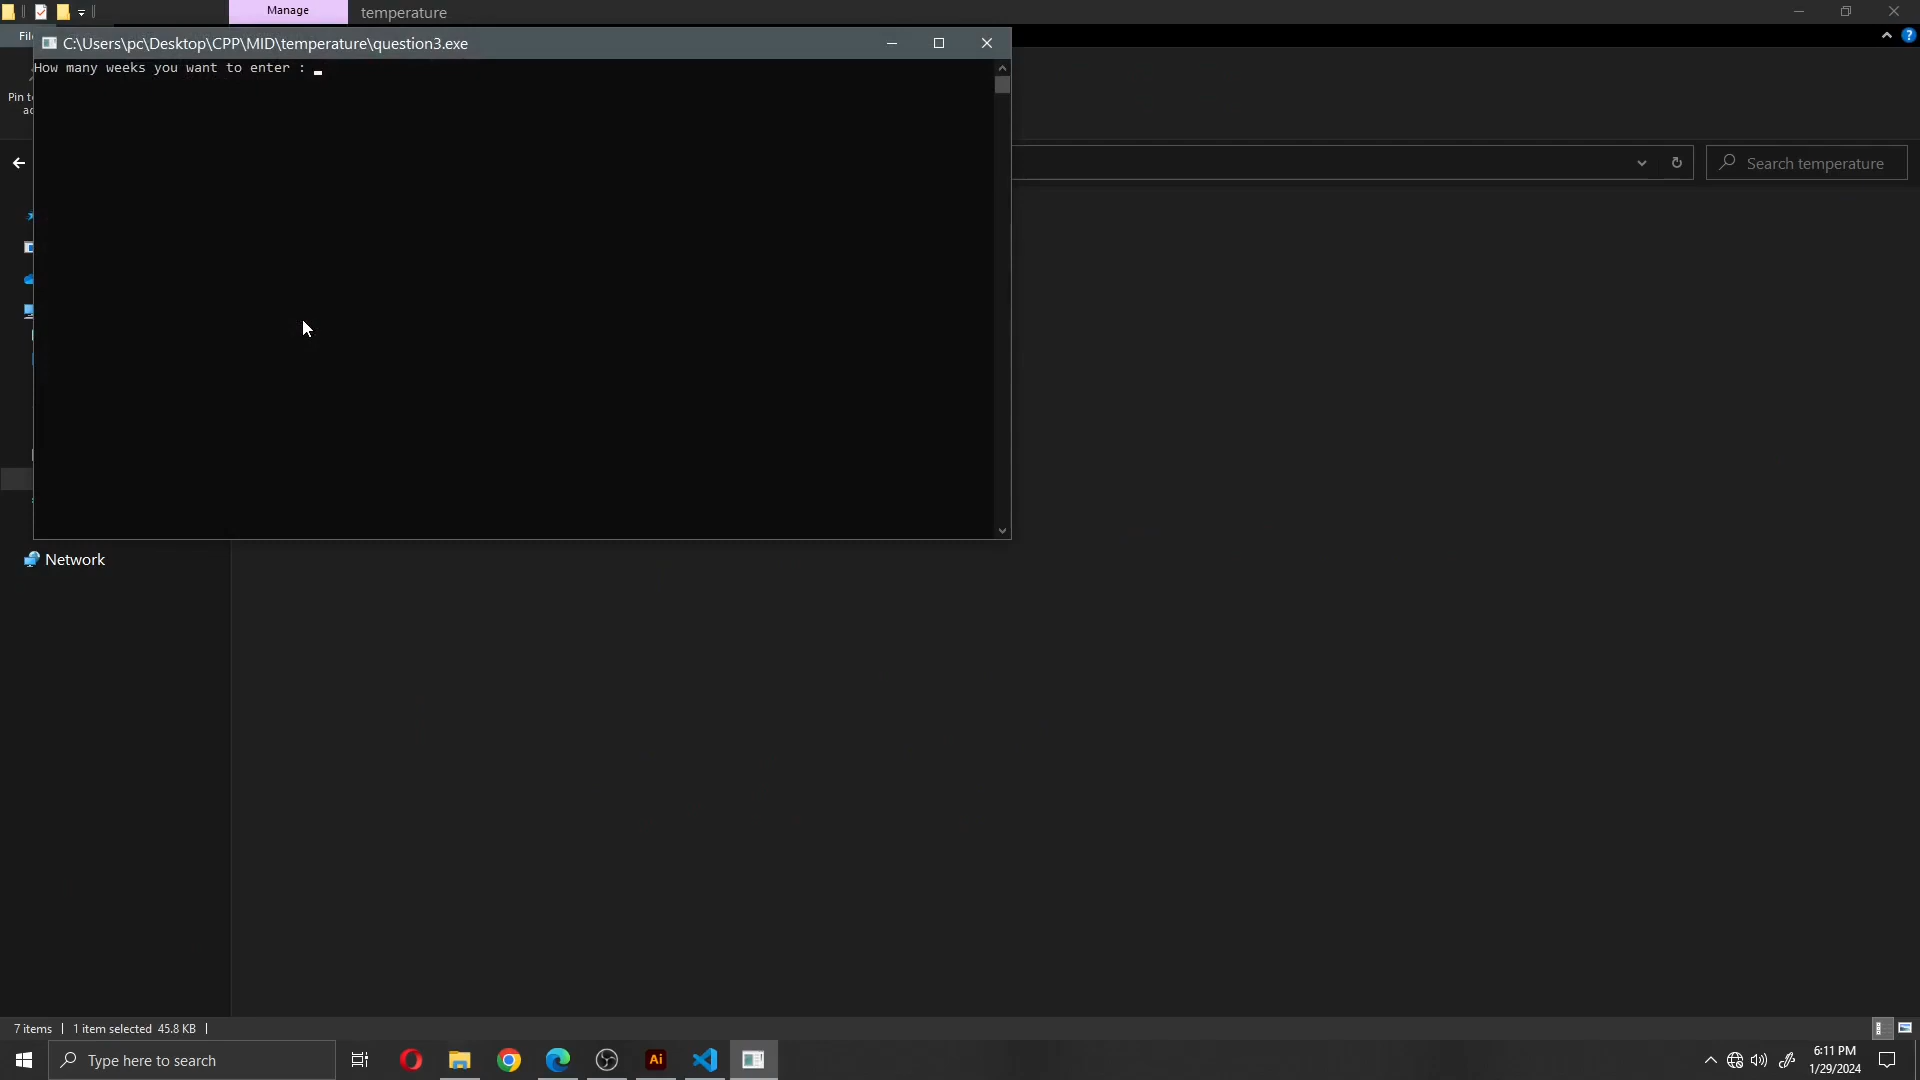 Manage
temperature
C:\Users\pc\Desktop\CPP\MID\temperature\question3.exe
How many weeks you want to enter :
Search temperature
Network
7 items
1 item selected 45.8 KB
Type here to search
Ai
6:11 PM
1/29/2024